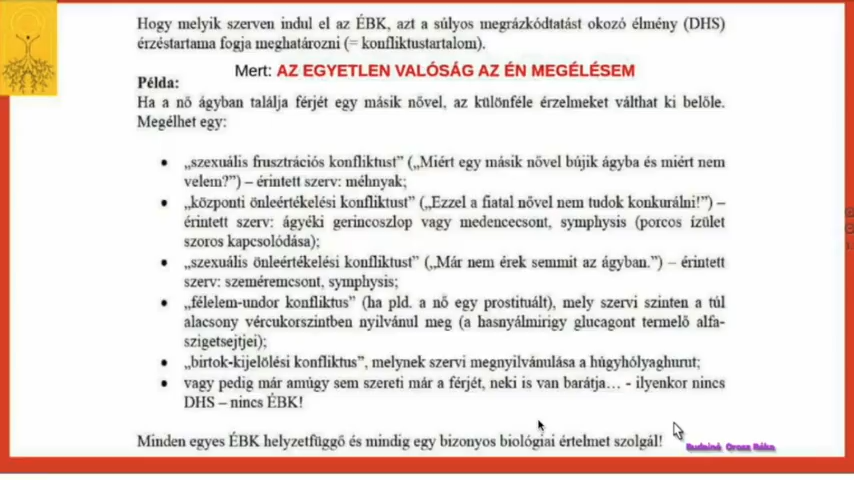 Hogy melyik szerven indul el az ÉBK, azt a súlyos megrázkódtatást okozó élmény (DHS)
érzéstartama fogja meghatározni (= konfliktustartalom).
Mert: AZ EGYETLEN VALÓSÁG AZ ÉN MEGÉLÉSEM
Példa:
Ha a nő ágyban találja férjét egy másik nővel, az különféle érzelmeket válthat ki belőle.
Megélhet egy:
• „szexuális frusztrációs konfliktust” („Miért egy másik nővel bújik ágyba és miért nem
velem?”) – érintett szerv: méhnyak;
• „központi önleértékelési konfliktust” („Ezzel a fiatal nővel nem tudok konkurálni!”) –
érintett szerv: ágyéki gerincoszlop vagy medencecsont, symphysis (porcos ízület
szoros kapcsolódása);
• „szexuális önleértékelési konfliktust” („Már nem érek semmit az ágyban.”) – érintett
szerv: szeméremcsont, symphysis;
• „félelem-undor konfliktus” (ha pld. a nő egy prostituált), mely szervi szinten a túl
alacsony vércukorszintben nyilvánul meg (a hasnyálmirigy glucagont termelő alfa-
szigetsejtjei);
• „birtok-kijelölési konfliktus”, melynek szervi megnyilvánulása a húgyhólyaghurut;
• vagy pedig már amúgy sem szereti már a férjét, neki is van barátja… - ilyenkor nincs
DHS – nincs ÉBK!
Minden egyes ÉBK helyzetfüggő és mindig egy bizonyos biológiai értelmet szolgál!
Budainé Orosz Réka